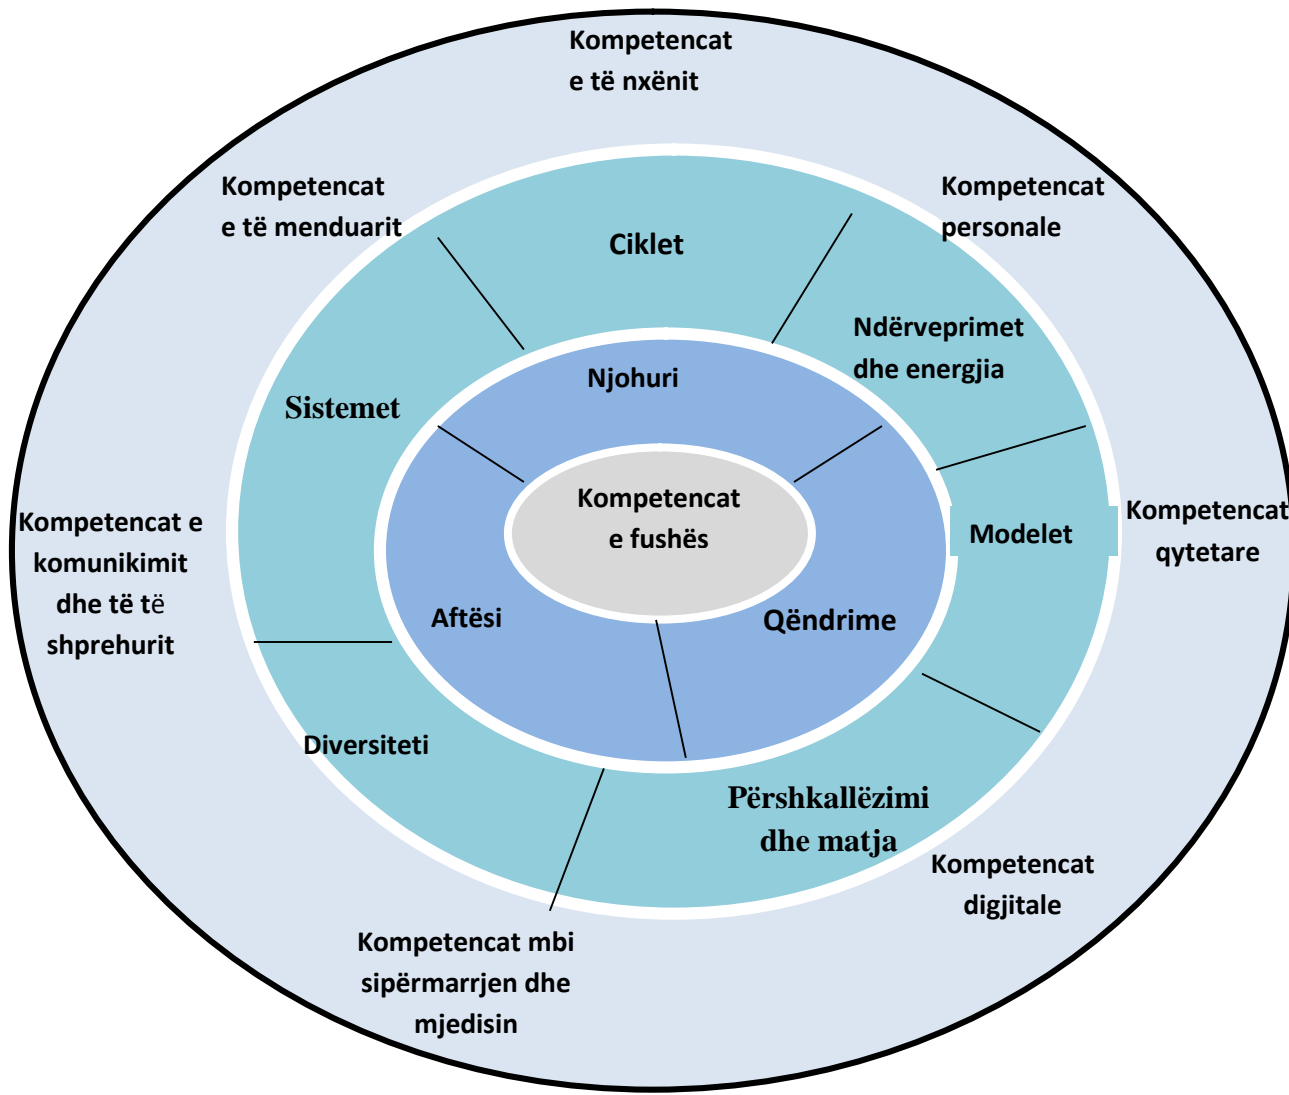 Kompetencat
e të nxënit
Kompetencat
e të menduarit
Kompetencat
personale
Ciklet
Ndërveprimet
dhe energjia
Njohuri
Sistemet
Kompetencat
e fushës
Modelet
Kompetencat
qytetare
Kompetencat e
komunikimit
dhe të të
shprehurit
Aftësi
Qëndrime
Diversiteti
Përshkallëzimi
dhe matja
Kompetencat
digjitale
Kompetencat mbi
sipërmarrjen dhe
mjedisin